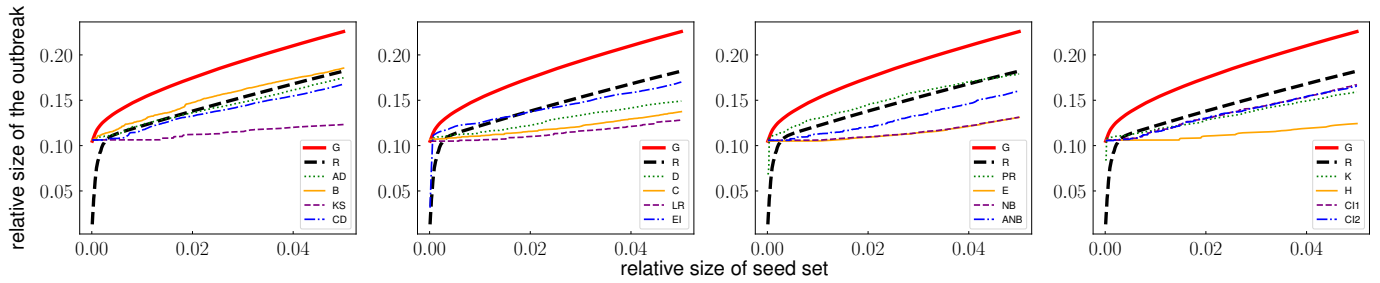 relative size of the outbreak
0.20
0.15
0.10
0.05
0.00
0.02
0.04
G
R
AD
B
KS
CD
0.20
0.15
0.10
0.05
0.00
0.02
0.04
G
R
D
C
LR
EI
0.20
0.15
0.10
0.05
0.00
0.02
0.04
G
R
PR
E
NB
ANB
0.20
0.15
0.10
0.05
0.00
0.02
0.04
G
R
K
H
CI1
CI2
relative size of seed set